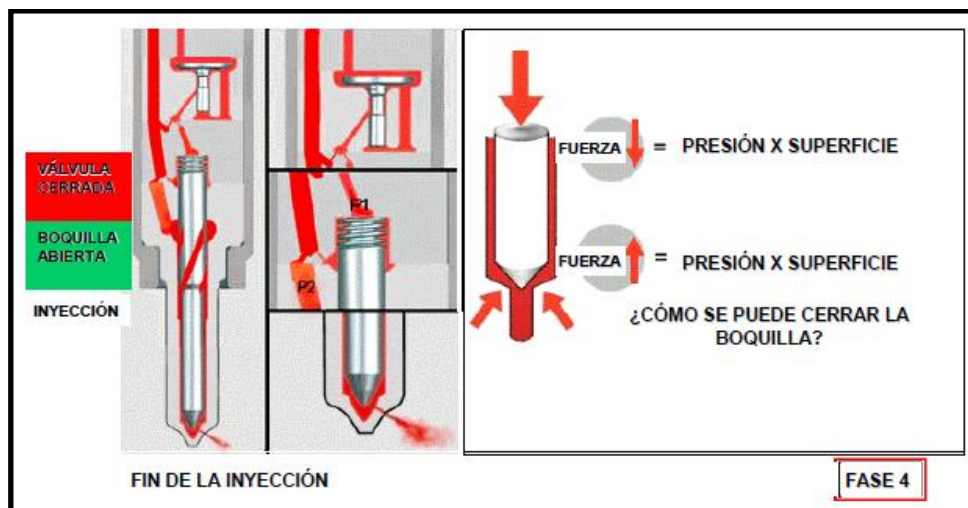 VÁLVULA
CERRADA
BOQUILLA
ABIERTA
INYECCIÓN
P1
P2
FUERZA = PRESIÓN X SUPERFICIE
FUERZA = PRESIÓN X SUPERFICIE
¿CÓMO SE PUEDE CERRAR LA
BOQUILLA?
FIN DE LA INYECCIÓN
FASE 4